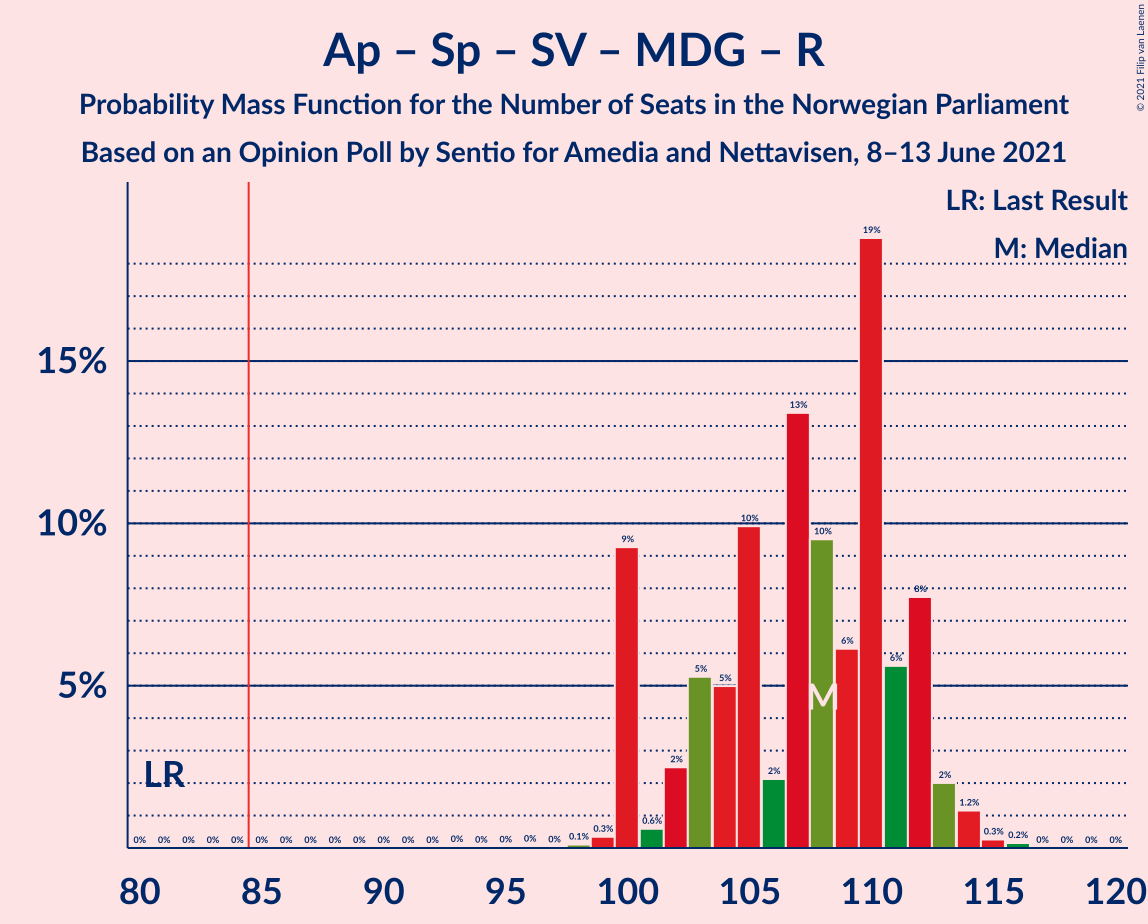 Ap – Sp – SV – MDG – R
Probability Mass Function for the Number of Seats in the Norwegian Parliament
Based on an Opinion Poll by Sentio for Amedia and Nettavisen, 8–13 June 2021
© 2021 Filip van Laenen
LR: Last Result
M: Median
15%
10%
5%
LR
M
0% 0% 0% 0% 0% 0% 0% 0% 0% 0% 0% 0% 0% 0% 0% 0% 0% 0% 0.1% 0.3% 9% 0.6% 2% 5% 5% 10% 2% 13% 10% 6% 19% 6% 8% 2% 1.2% 0.3% 0.2% 0% 0% 0% 0%
80 85 90 95 100 105 110 115 120